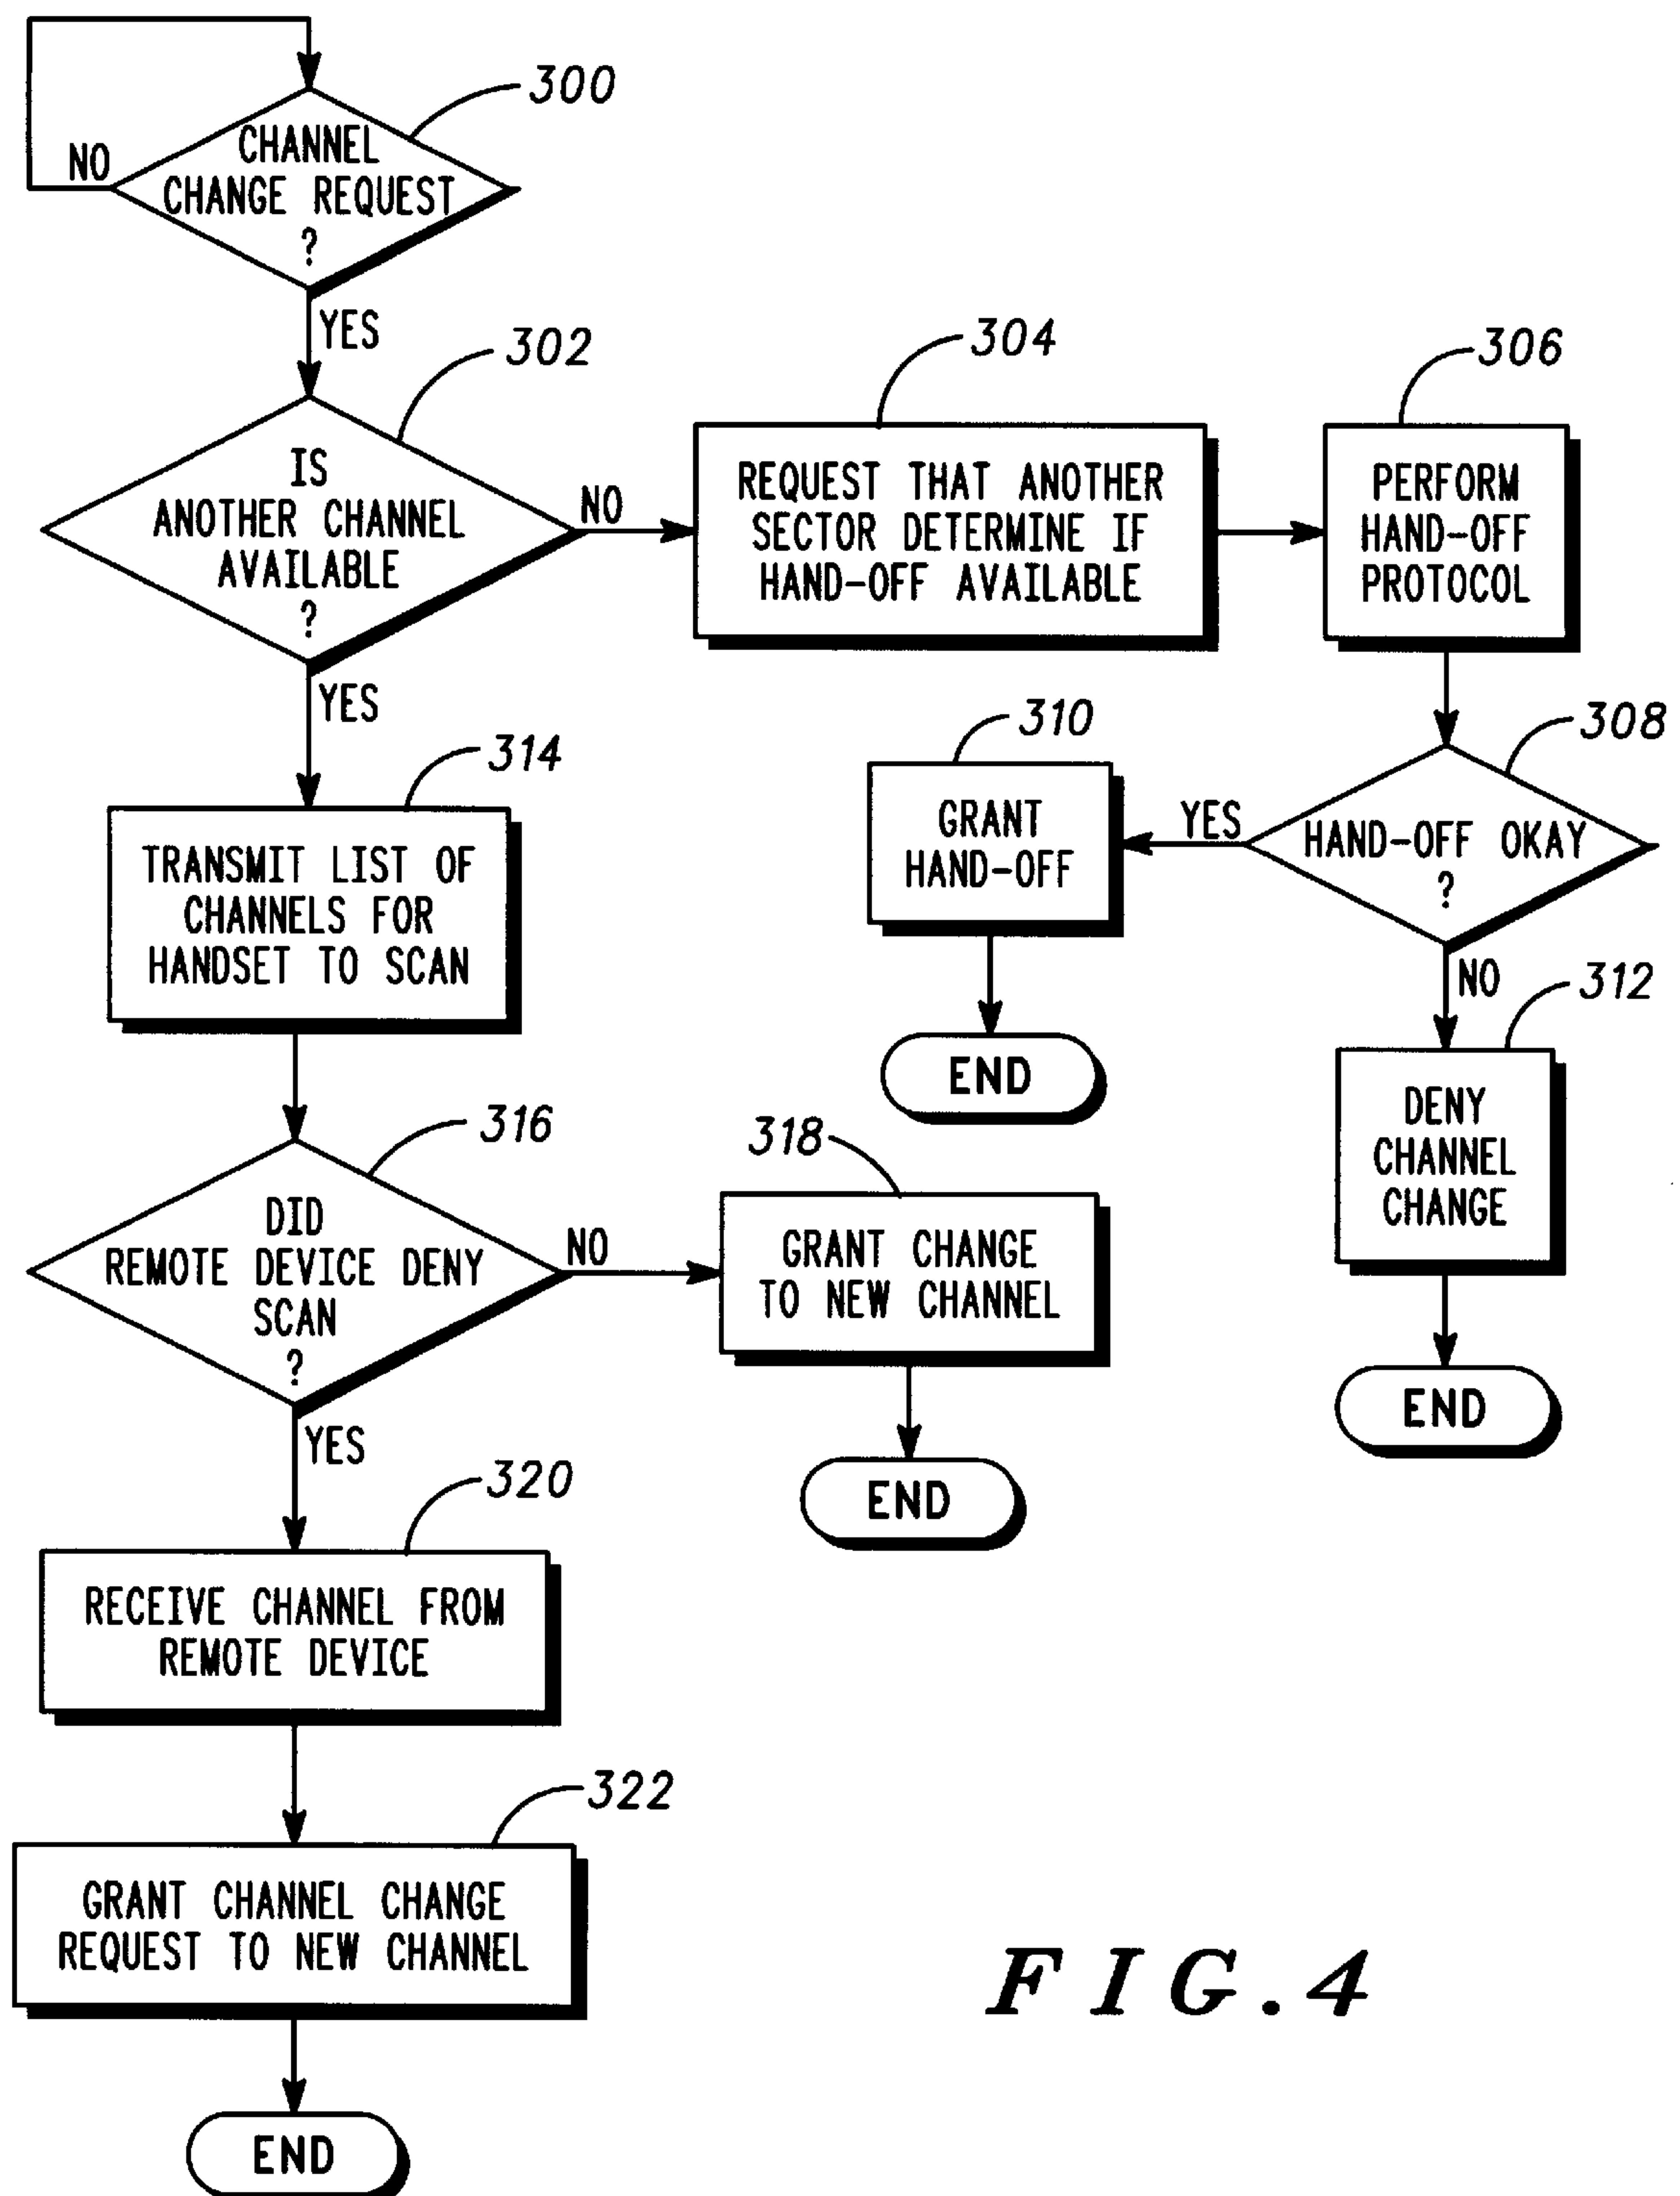 300
CHANNEL
CHANGE REQUEST
?
NO
YES
302
IS
ANOTHER CHANNEL
AVAILABLE
?
NO
YES
304
REQUEST THAT ANOTHER
SECTOR DETERMINE IF
HAND-OFF AVAILABLE
306
PERFORM
HAND-OFF
PROTOCOL
308
HAND-OFF OKAY
?
YES
NO
310
GRANT
HAND-OFF
END
312
DENY
CHANNEL
CHANGE
END
314
TRANSMIT LIST OF
CHANNELS FOR
HANDSET TO SCAN
316
DID
REMOTE DEVICE DENY
SCAN
?
NO
YES
318
GRANT CHANGE
TO NEW CHANNEL
END
320
RECEIVE CHANNEL FROM
REMOTE DEVICE
322
GRANT CHANNEL CHANGE
REQUEST TO NEW CHANNEL
END
FIG.4